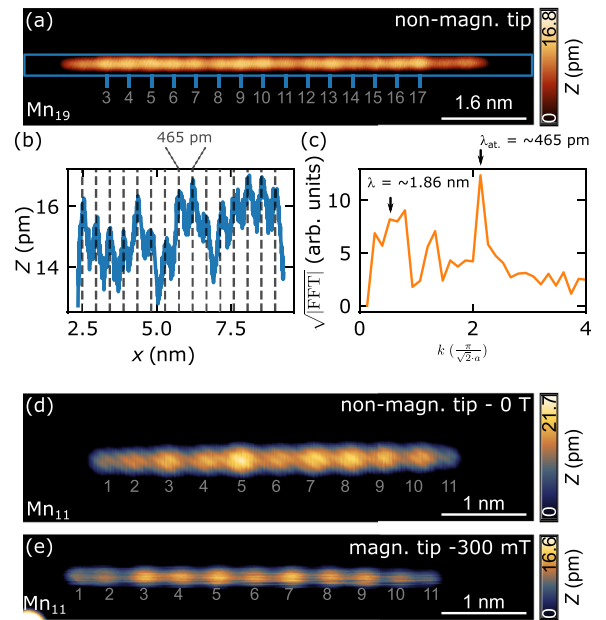 (a) non-magn. tip
16.8
Z (pm)
0
3 4 5 6 7 8 9 10 11 12 13 14 15 16 17
Mn19
1.6 nm
(b) 465 pm (c)
λat. = ~465 pm
λ = ~1.86 nm
Z (pm)
16
14
2.5 5.0 7.5
x (nm)
√|FFT| (arb. units)
10
5
0
0 2 4
k (π/√2·a)
(d) non-magn. tip - 0 T
21.7
Z (pm)
0
1 2 3 4 5 6 7 8 9 10 11
Mn11
1 nm
(e) magn. tip -300 mT
16.6
Z (pm)
0
1 2 3 4 5 6 7 8 9 10 11
Mn11
1 nm